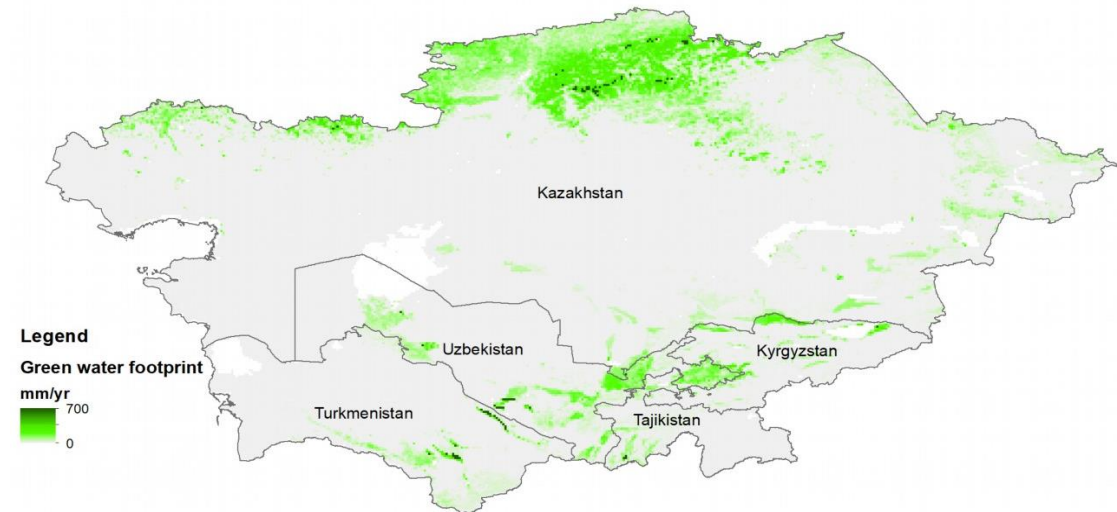 Kazakhstan
Legend
Green water footprint
mm/yr
700
0
Uzbekistan
Kyrgyzstan
Turkmenistan
Tajikistan